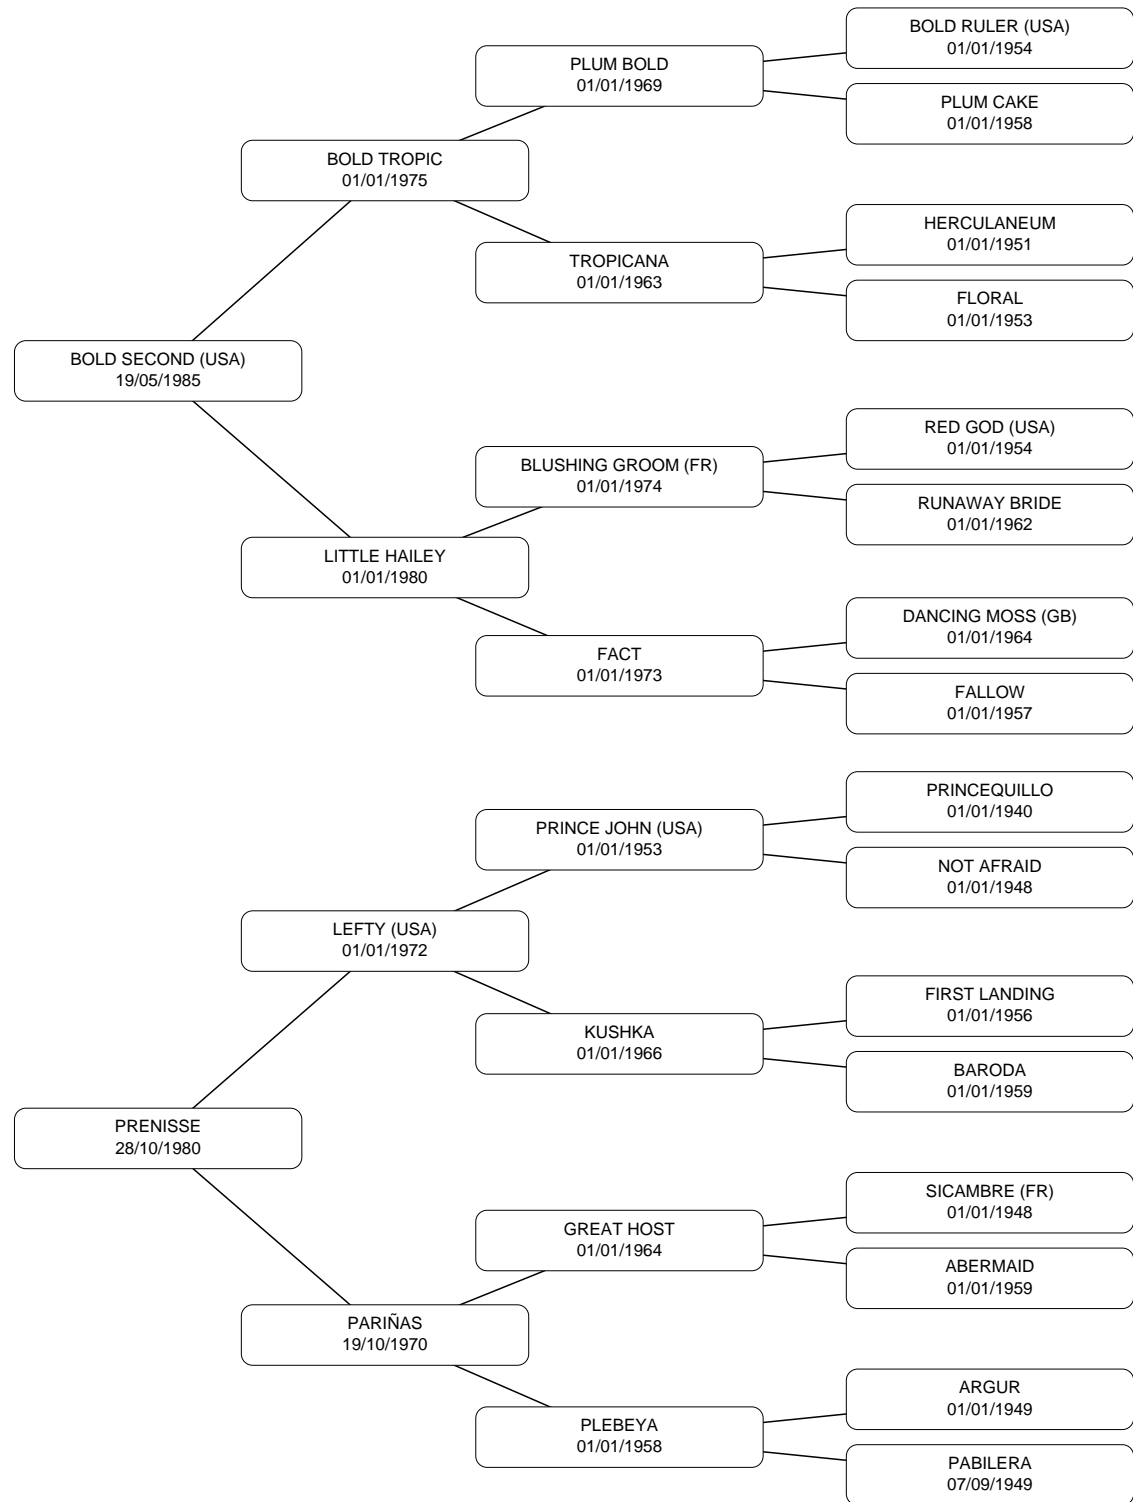 BOLD RULER (USA)
01/01/1954
PLUM BOLD
01/01/1969
PLUM CAKE
01/01/1958
BOLD TROPIC
01/01/1975
HERCULANEUM
01/01/1951
TROPICANA
01/01/1963
FLORAL
01/01/1953
BOLD SECOND (USA)
19/05/1985
RED GOD (USA)
01/01/1954
BLUSHING GROOM (FR)
01/01/1974
RUNAWAY BRIDE
01/01/1962
LITTLE HAILEY
01/01/1980
DANCING MOSS (GB)
01/01/1964
FACT
01/01/1973
FALLOW
01/01/1957
PRINCEQUILLO
01/01/1940
PRINCE JOHN (USA)
01/01/1953
NOT AFRAID
01/01/1948
LEFTY (USA)
01/01/1972
FIRST LANDING
01/01/1956
KUSHKA
01/01/1966
BARODA
01/01/1959
PRENISSE
28/10/1980
SICAMBRE (FR)
01/01/1948
GREAT HOST
01/01/1964
ABERMAID
01/01/1959
PARIÑAS
19/10/1970
ARGUR
01/01/1949
PLEBEYA
01/01/1958
PABILERA
07/09/1949